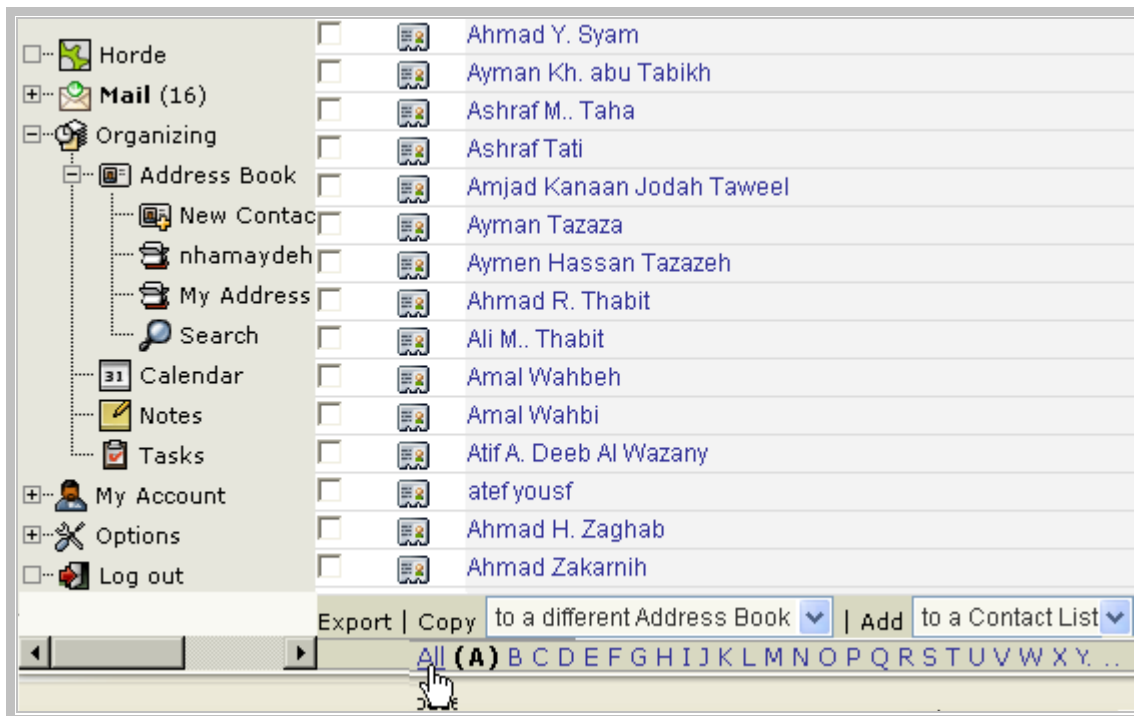 Horde
Mail (16)
Organizing
Address Book
New Contac
nhamaydeh
My Address
Search
31 Calendar
Notes
Tasks
My Account
Options
Log out
Ahmad Y. Syam
Ayman Kh. abu Tabikh
Ashraf M.. Taha
Ashraf Tati
Amjad Kanaan Jodah Taweel
Ayman Tazaza
Aymen Hassan Tazazeh
Ahmad R. Thabit
Ali M.. Thabit
Amal Wahbeh
Amal Wahbi
Atif A. Deeb Al Wazany
atef yousf
Ahmad H. Zaghab
Ahmad Zakarnih
Export | Copy to a different Address Book | Add to a Contact List
All (A) B C D E F G H I J K L M N O P Q R S T U V W X Y. ..